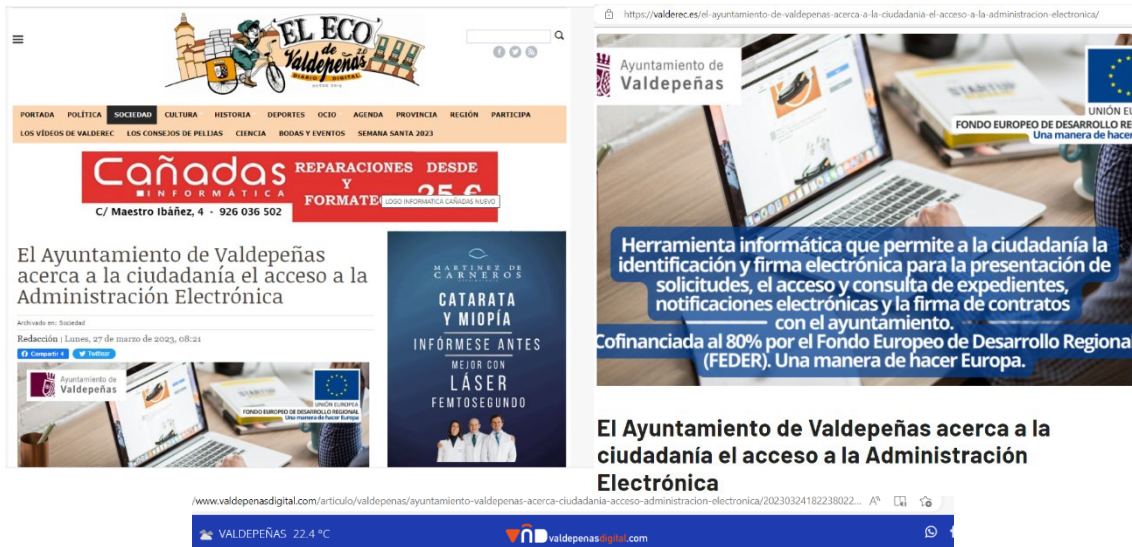 EL ECO
de
Valdepeñas
DIARIO DIGITAL
PORTADA POLÍTICA SOCIEDAD CULTURA HISTORIA DEPORTES OCIO AGENDA PROVINCIA REGIÓN PARTICIPA
LOS VÍDEOS DE VALDEREC LOS CONSEJOS DE PELIJAS CIENCIA BODAS Y EVENTOS SEMANA SANTA 2023
Cañadas
INFORMÁTICA
C/ Maestro Ibáñez, 4 - 926 036 502
REPARACIONES DESDE
Y
FORMATE 25 €
LOGO INFORMATICA CAÑADAS NUEVO
El Ayuntamiento de Valdepeñas
acerca a la ciudadanía el acceso a la
Administración Electrónica
Archivado en: Sociedad
Redacción | Lunes, 27 de marzo de 2023, 08:21
Compartir 4 Twittear
Ayuntamiento de
Valdepeñas
UNIÓN EUROPEA
FONDO EUROPEO DE DESARROLLO REGIONAL
Una manera de hacer Europa
MARTÍNEZ DE
CARNEROS
CATARATA
Y MIOPÍA
INFÓRMESE ANTES
MEJOR CON
LÁSER
FEMTOSEGUNDO
https://valderec.es/el-ayuntamiento-de-valdepenas-acerca-a-la-ciudadania-el-acceso-a-la-administracion-electronica/
Ayuntamiento de
Valdepeñas
STARTUP
UNIÓN EU
FONDO EUROPEO DE DESARROLLO RE
Una manera de hacer
Herramienta informática que permite a la ciudadanía la
identificación y firma electrónica para la presentación de
solicitudes, el acceso y consulta de expedientes,
notificaciones electrónicas y la firma de contratos
con el ayuntamiento.
Cofinanciada al 80% por el Fondo Europeo de Desarrollo Regional
(FEDER). Una manera de hacer Europa.
El Ayuntamiento de Valdepeñas acerca a la
ciudadanía el acceso a la Administración
Electrónica
/www.valdepenasdigital.com/articulo/valdepenas/ayuntamiento-valdepenas-acerca-ciudadania-acceso-administracion-electronica/20230324182238022...
VALDEPEÑAS 22.4 °C
valdepenasdigital.com